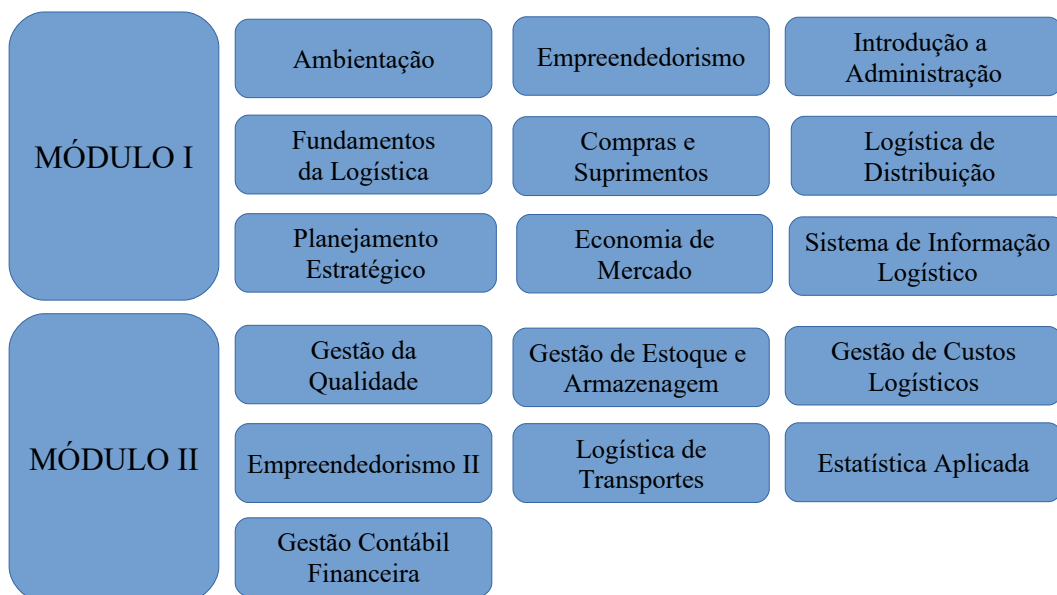 MÓDULO I
Ambientação
Empreendedorismo
Introdução a
Administração
Fundamentos
da Logística
Compras e
Suprimentos
Logística de
Distribuição
Planejamento
Estratégico
Economia de
Mercado
Sistema de Informação
Logístico
MÓDULO II
Gestão da
Qualidade
Gestão de Estoque e
Armazenagem
Gestão de Custos
Logísticos
Empreendedorismo II
Logística de
Transportes
Estatística Aplicada
Gestão Contábil
Financeira